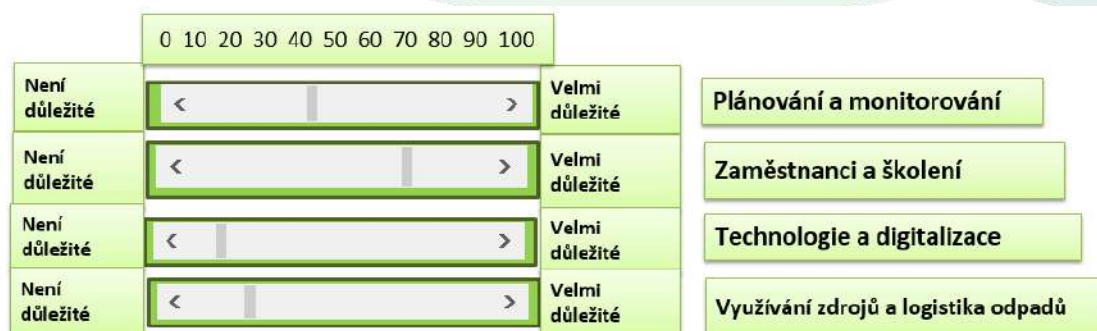 0 10 20 30 40 50 60 70 80 90 100
Není
důležité
<
>
Velmi
důležité
Plánování a monitorování
Není
důležité
<
>
Velmi
důležité
Zaměstnanci a školení
Není
důležité
<
>
Velmi
důležité
Technologie a digitalizace
Není
důležité
<
>
Velmi
důležité
Využívání zdrojů a logistika odpadů